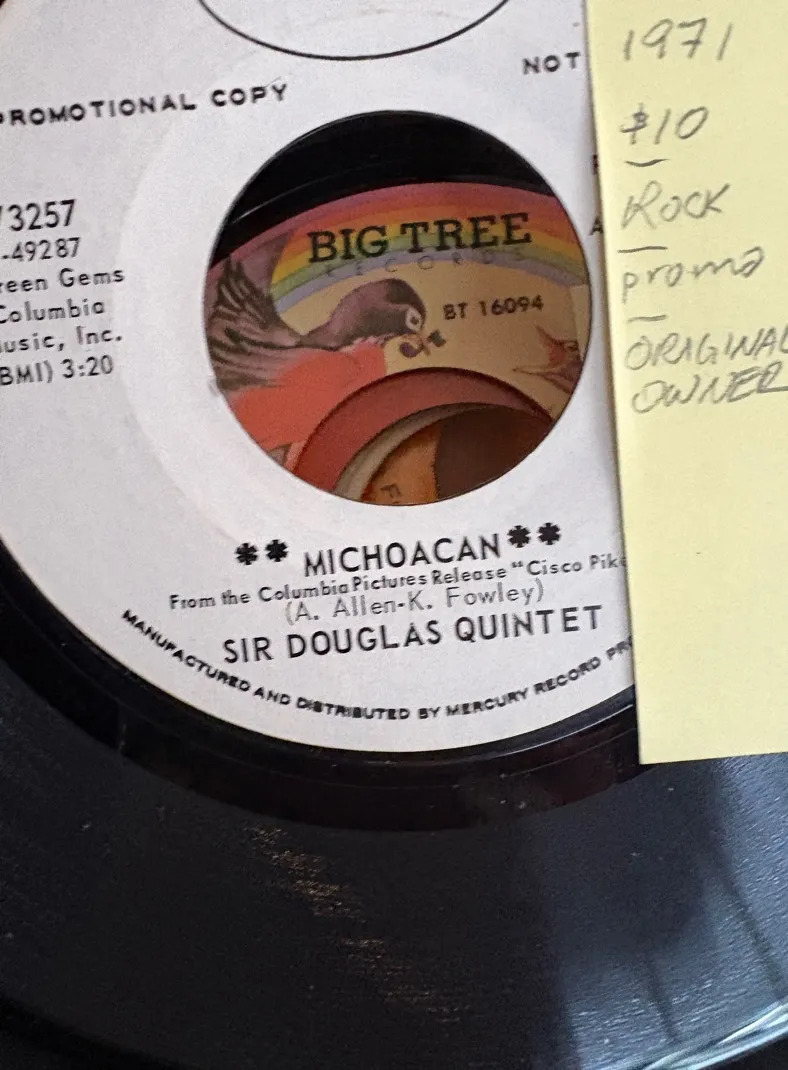 PROMOTIONAL COPY
NOT
73257
-49287
reen Gems
Columbia
usic, Inc.
BMI) 3:20
BIG TREE
RECORDS
BT 16094
** MICHOACAN **
From the Columbia Pictures Release "Cisco Pik
(A. Allen-K. Fowley)
SIR DOUGLAS QUINTET
MANUFACTURED AND DISTRIBUTED BY MERCURY RECORD PR
1971
$10
ROCK
promo
ORIGINAL
OWNER